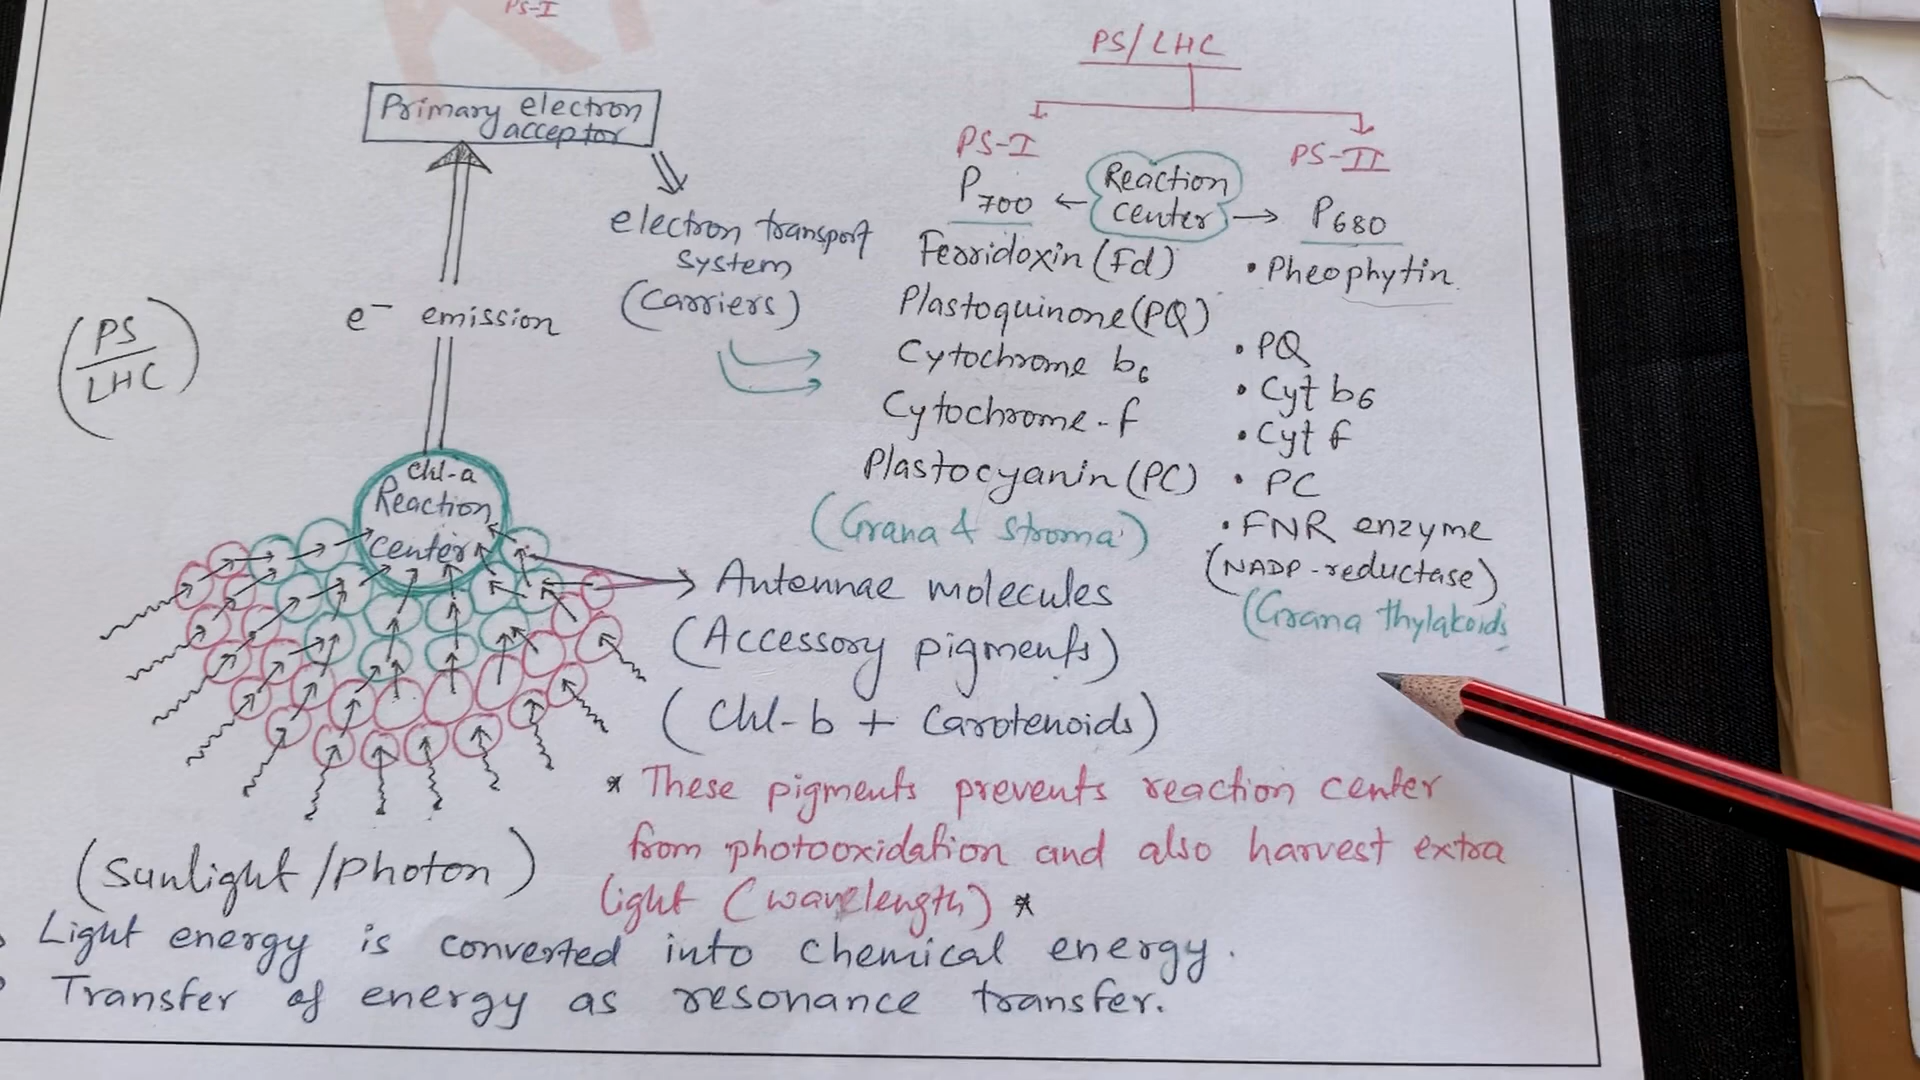 PS-I
PS/LHC
Primary electron
acceptor
PS-I
PS-II
P700
Reaction
center
P680
electron transport
system
(carriers)
Ferridoxin (Fd)
• Pheophytin
Plastoquinone (PQ)
• PQ
Cytochrome b6
• Cyt b6
Cytochrome-f
• Cyt f
Plastocyanin (PC)
• PC
(Grana & stroma)
• FNR enzyme
(NADP-reductase)
(Grana thylakoids
e⁻ emission
(PS
LHC)
Chl-a
Reaction
center
Antennae molecules
(Accessory pigments)
(Chl-b + Carotenoids)
* These pigments prevents reaction center
from photooxidation and also harvest extra
light (wavelength) *
(Sunlight/Photon)
Light energy is converted into chemical energy.
Transfer of energy as resonance transfer.